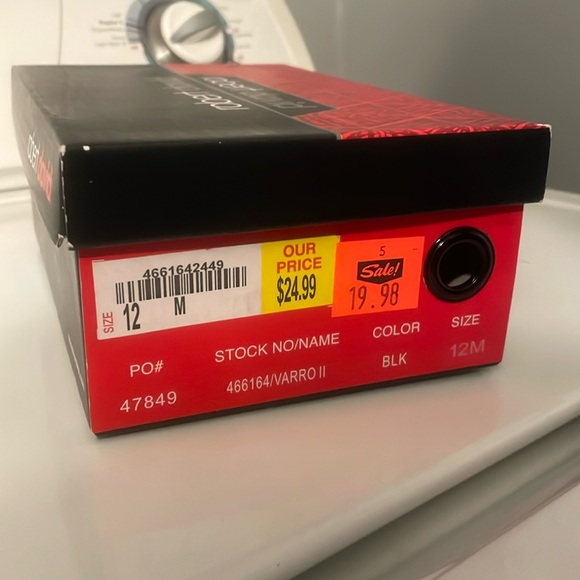 4661642449
SIZE
12
M
OUR
PRICE
$24.99
5
Sale!
19.98
PO#
STOCK NO/NAME
COLOR
SIZE
47849
466164/VARRO II
BLK
12M